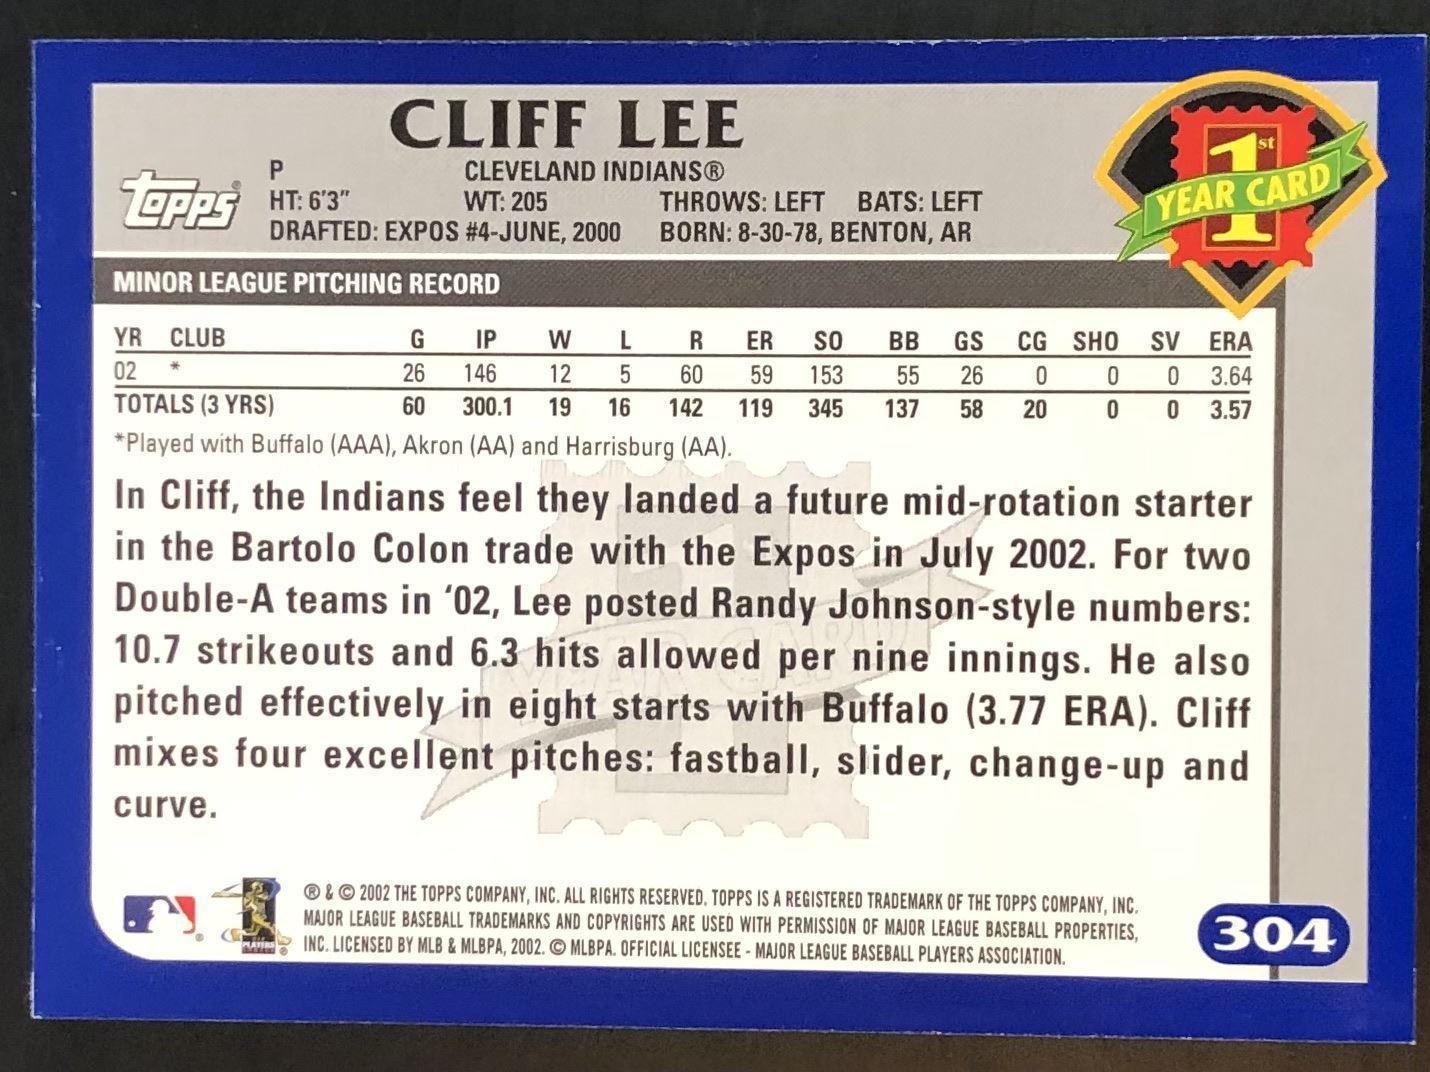 CLIFF LEE
1st
YEAR CARD
topps®
P CLEVELAND INDIANS®
HT: 6'3" WT: 205 THROWS: LEFT BATS: LEFT
DRAFTED: EXPOS #4-JUNE, 2000 BORN: 8-30-78, BENTON, AR
MINOR LEAGUE PITCHING RECORD
YR CLUB G IP W L R ER SO BB GS CG SHO SV ERA
02 * 26 146 12 5 60 59 153 55 26 0 0 0 3.64
TOTALS (3 YRS) 60 300.1 19 16 142 119 345 137 58 20 0 0 3.57
*Played with Buffalo (AAA), Akron (AA) and Harrisburg (AA).
In Cliff, the Indians feel they landed a future mid-rotation starter
in the Bartolo Colon trade with the Expos in July 2002. For two
Double-A teams in '02, Lee posted Randy Johnson-style numbers:
10.7 strikeouts and 6.3 hits allowed per nine innings. He also
pitched effectively in eight starts with Buffalo (3.77 ERA). Cliff
mixes four excellent pitches: fastball, slider, change-up and
curve.
® & © 2002 THE TOPPS COMPANY, INC. ALL RIGHTS RESERVED. TOPPS IS A REGISTERED TRADEMARK OF THE TOPPS COMPANY, INC.
MAJOR LEAGUE BASEBALL TRADEMARKS AND COPYRIGHTS ARE USED WITH PERMISSION OF MAJOR LEAGUE BASEBALL PROPERTIES,
INC. LICENSED BY MLB & MLBPA, 2002. © MLBPA. OFFICIAL LICENSEE - MAJOR LEAGUE BASEBALL PLAYERS ASSOCIATION.
PLAYERS
304